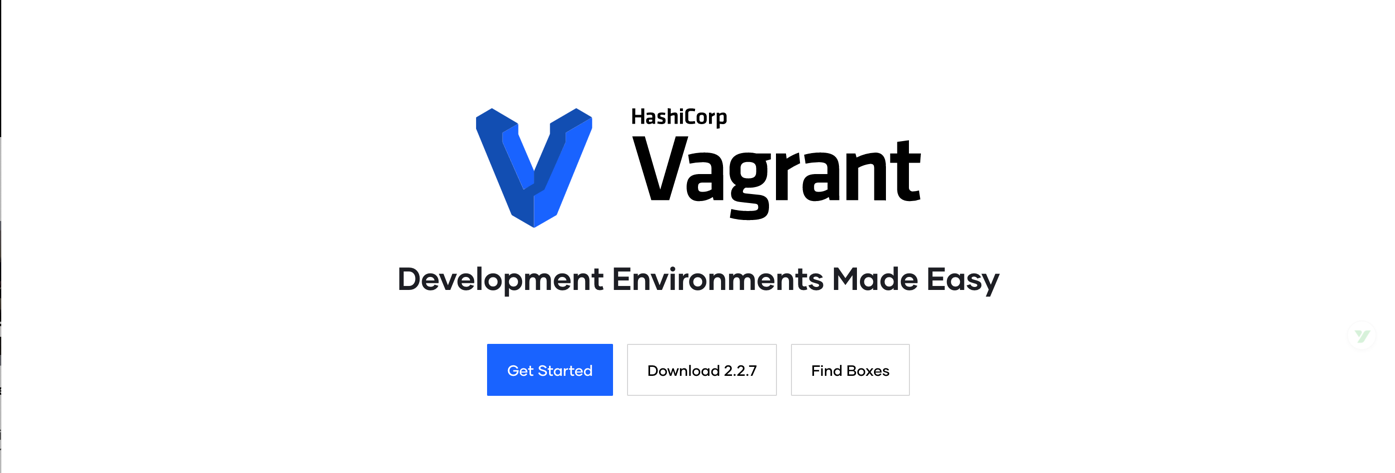 HashiCorp
Vagrant
Development Environments Made Easy
Get Started
Download 2.2.7
Find Boxes